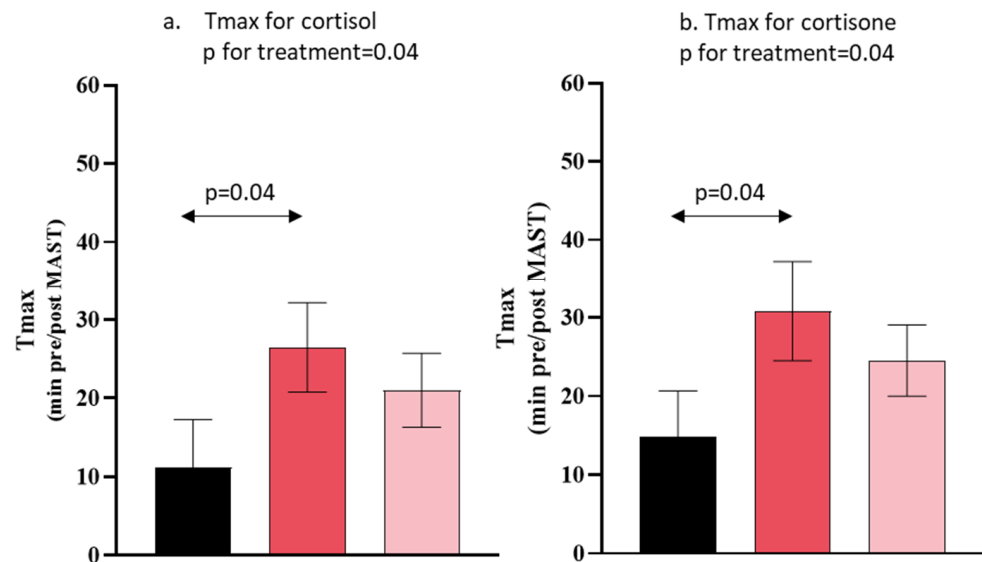 a. Tmax for cortisol
p for treatment=0.04
60
50
40
30
20
10
0
Tmax
(min pre/post MAST)
p=0.04
b. Tmax for cortisone
p for treatment=0.04
60
50
40
30
20
10
0
Tmax
(min pre/post MAST)
p=0.04